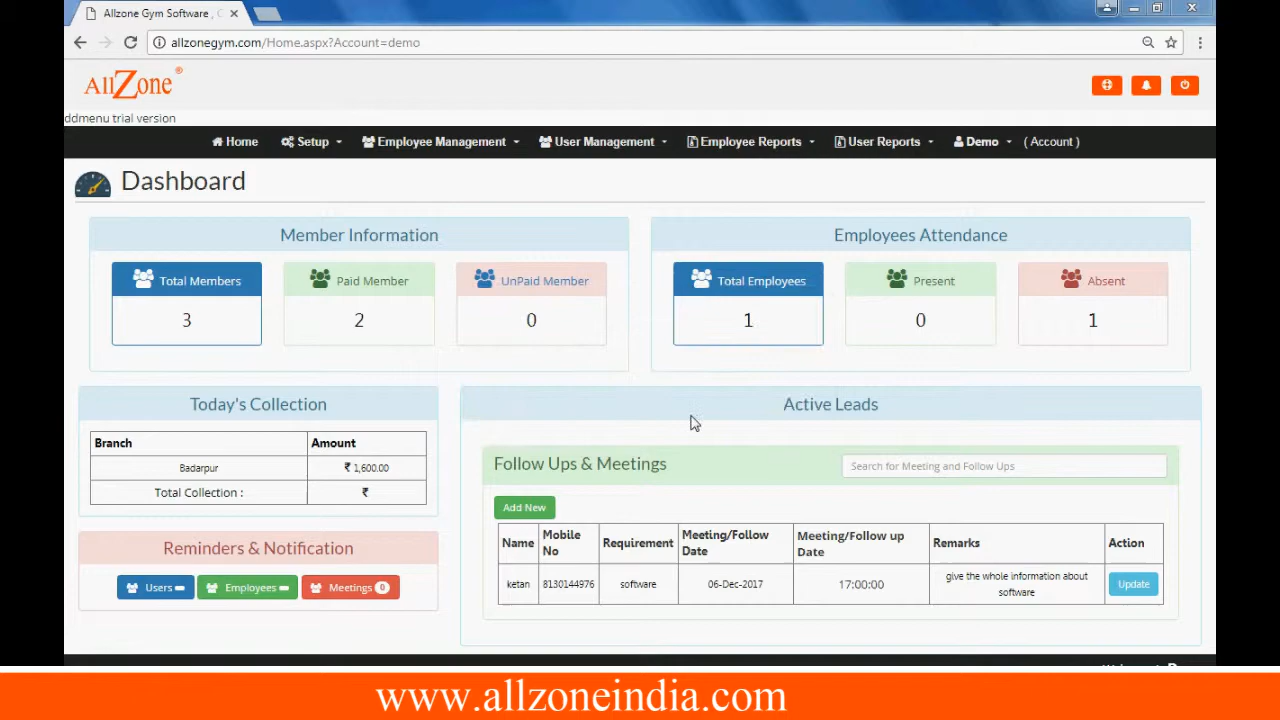 Allzone Gym Software , C
allzonegym.com/Home.aspx?Account=demo
AllZone ®
ddmenu trial version
Home Setup Employee Management User Management Employee Reports User Reports Demo ( Account )
Dashboard
Member Information
Total Members
3
Paid Member
2
UnPaid Member
0
Employees Attendance
Total Employees
1
Present
0
Absent
1
Today's Collection
Branch Amount
Badarpur ₹ 1,600.00
Total Collection : ₹
Reminders & Notification
Users Employees Meetings 0
Active Leads
Follow Ups & Meetings
Search for Meeting and Follow Ups
Add New
Name Mobile No Requirement Meeting/Follow Date Meeting/Follow up Date Remarks Action
ketan 8130144976 software 06-Dec-2017 17:00:00 give the whole information about software Update
www.allzoneindia.com